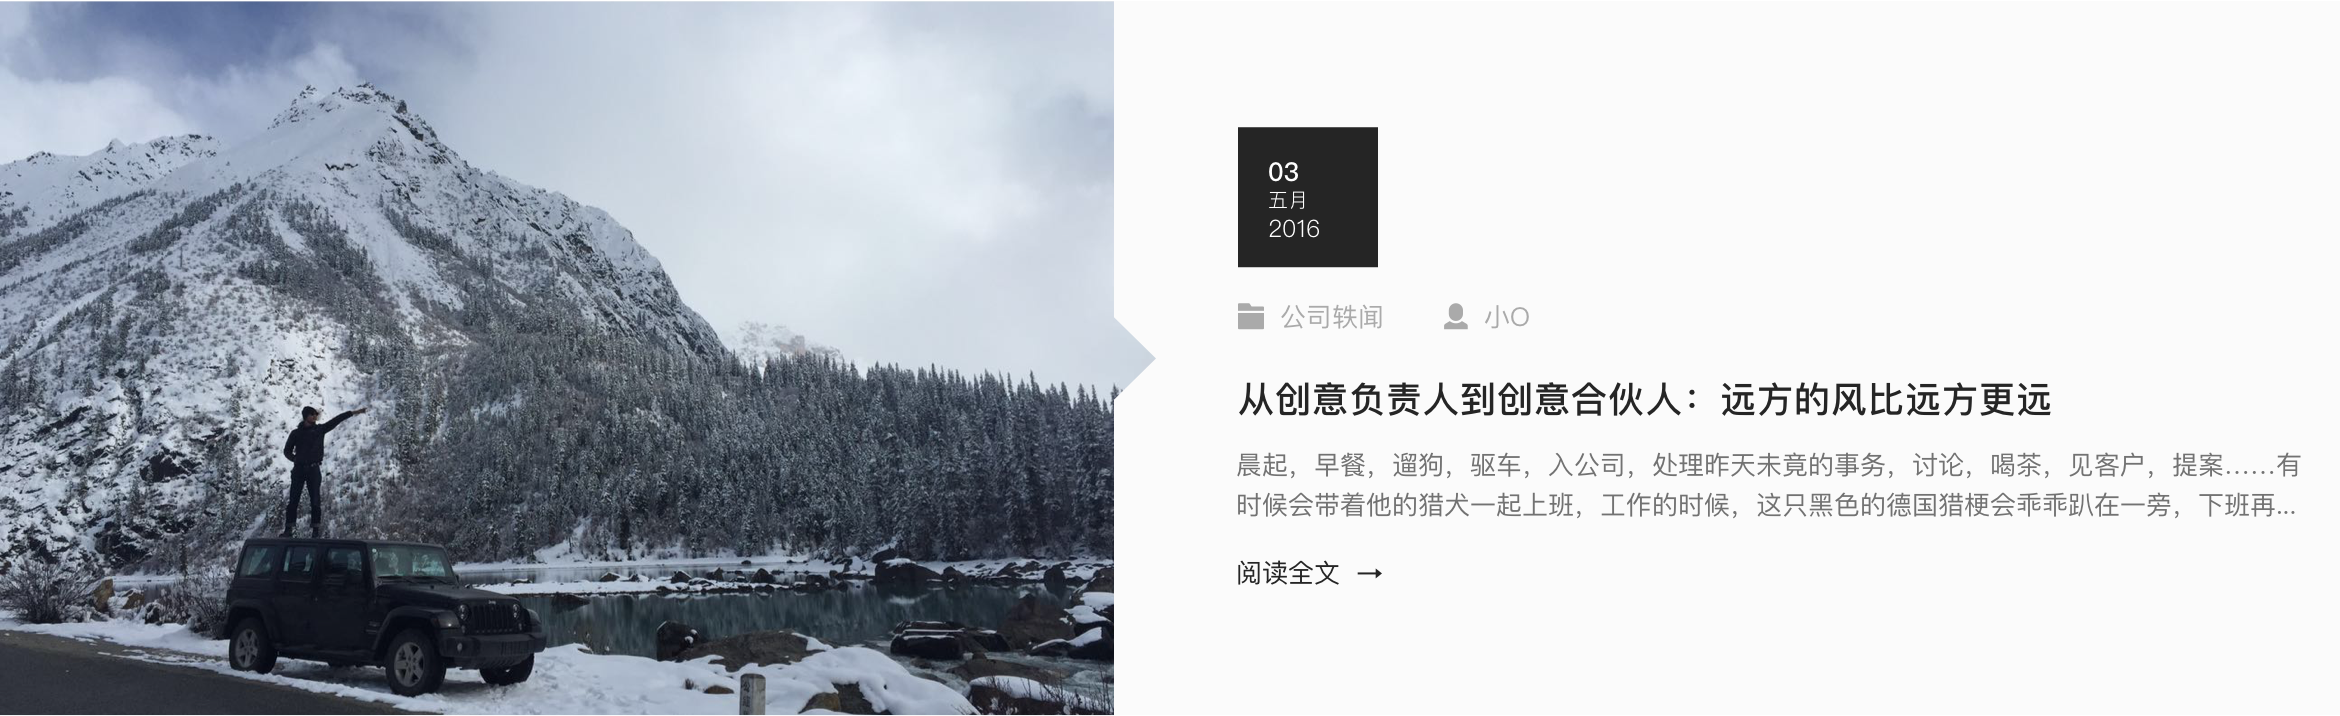 03
五月
2016
公司轶闻
小O
从创意负责人到创意合伙人：远方的风比远方更远
晨起，早餐，遛狗，驱车，入公司，处理昨天未竟的事务，讨论，喝茶，见客户，提案……有
时候会带着他的猎犬一起上班，工作的时候，这只黑色的德国猎梗会乖乖趴在一旁，下班再...
阅读全文 →